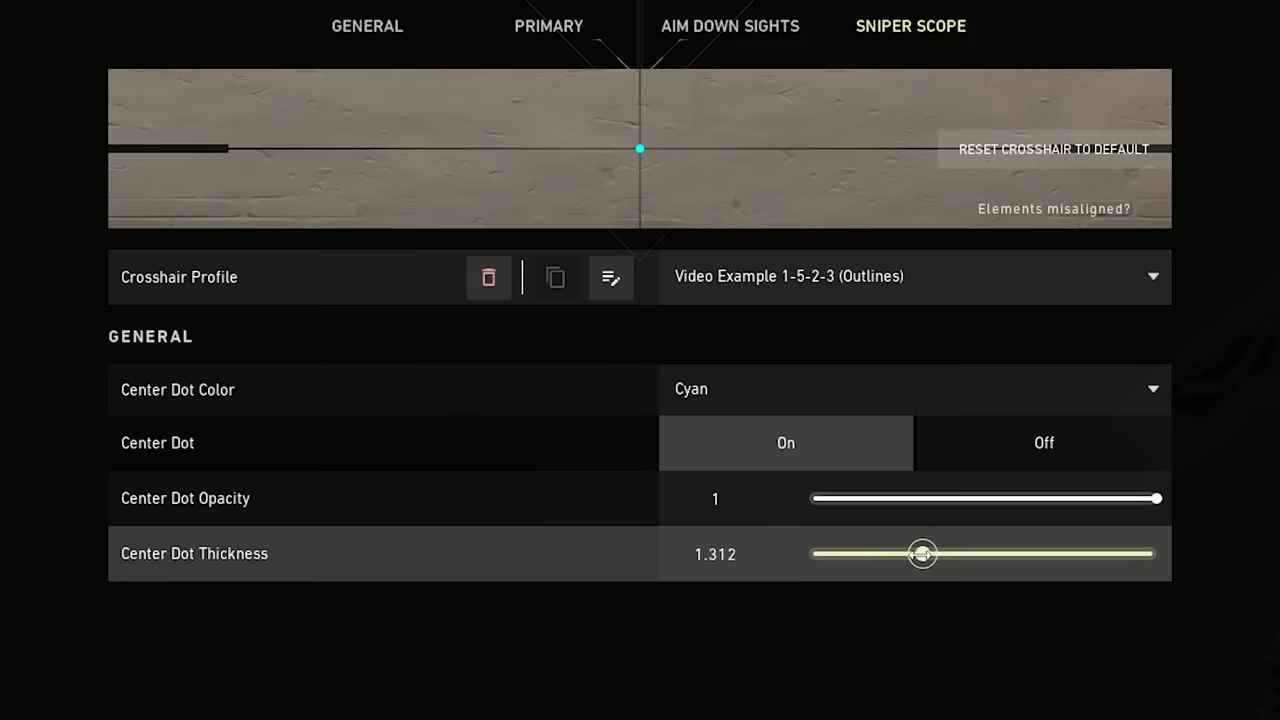 GENERAL PRIMARY AIM DOWN SIGHTS SNIPER SCOPE
RESET CROSSHAIR TO DEFAULT
Elements misaligned?
Crosshair Profile Video Example 1-5-2-3 (Outlines)
GENERAL
Center Dot Color Cyan
Center Dot On Off
Center Dot Opacity 1
Center Dot Thickness 1.312